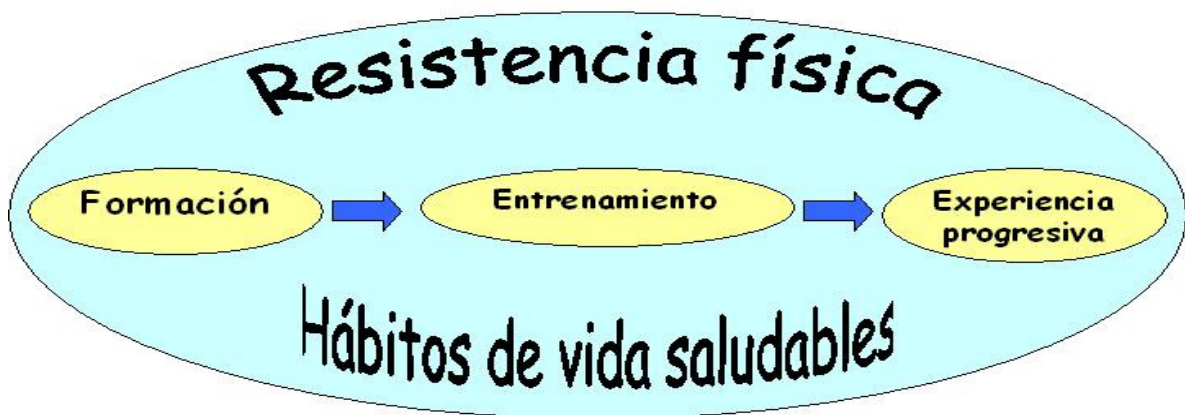 Resistencia física
Formación
Entrenamiento
Experiencia
progresiva
Hábitos de vida saludables